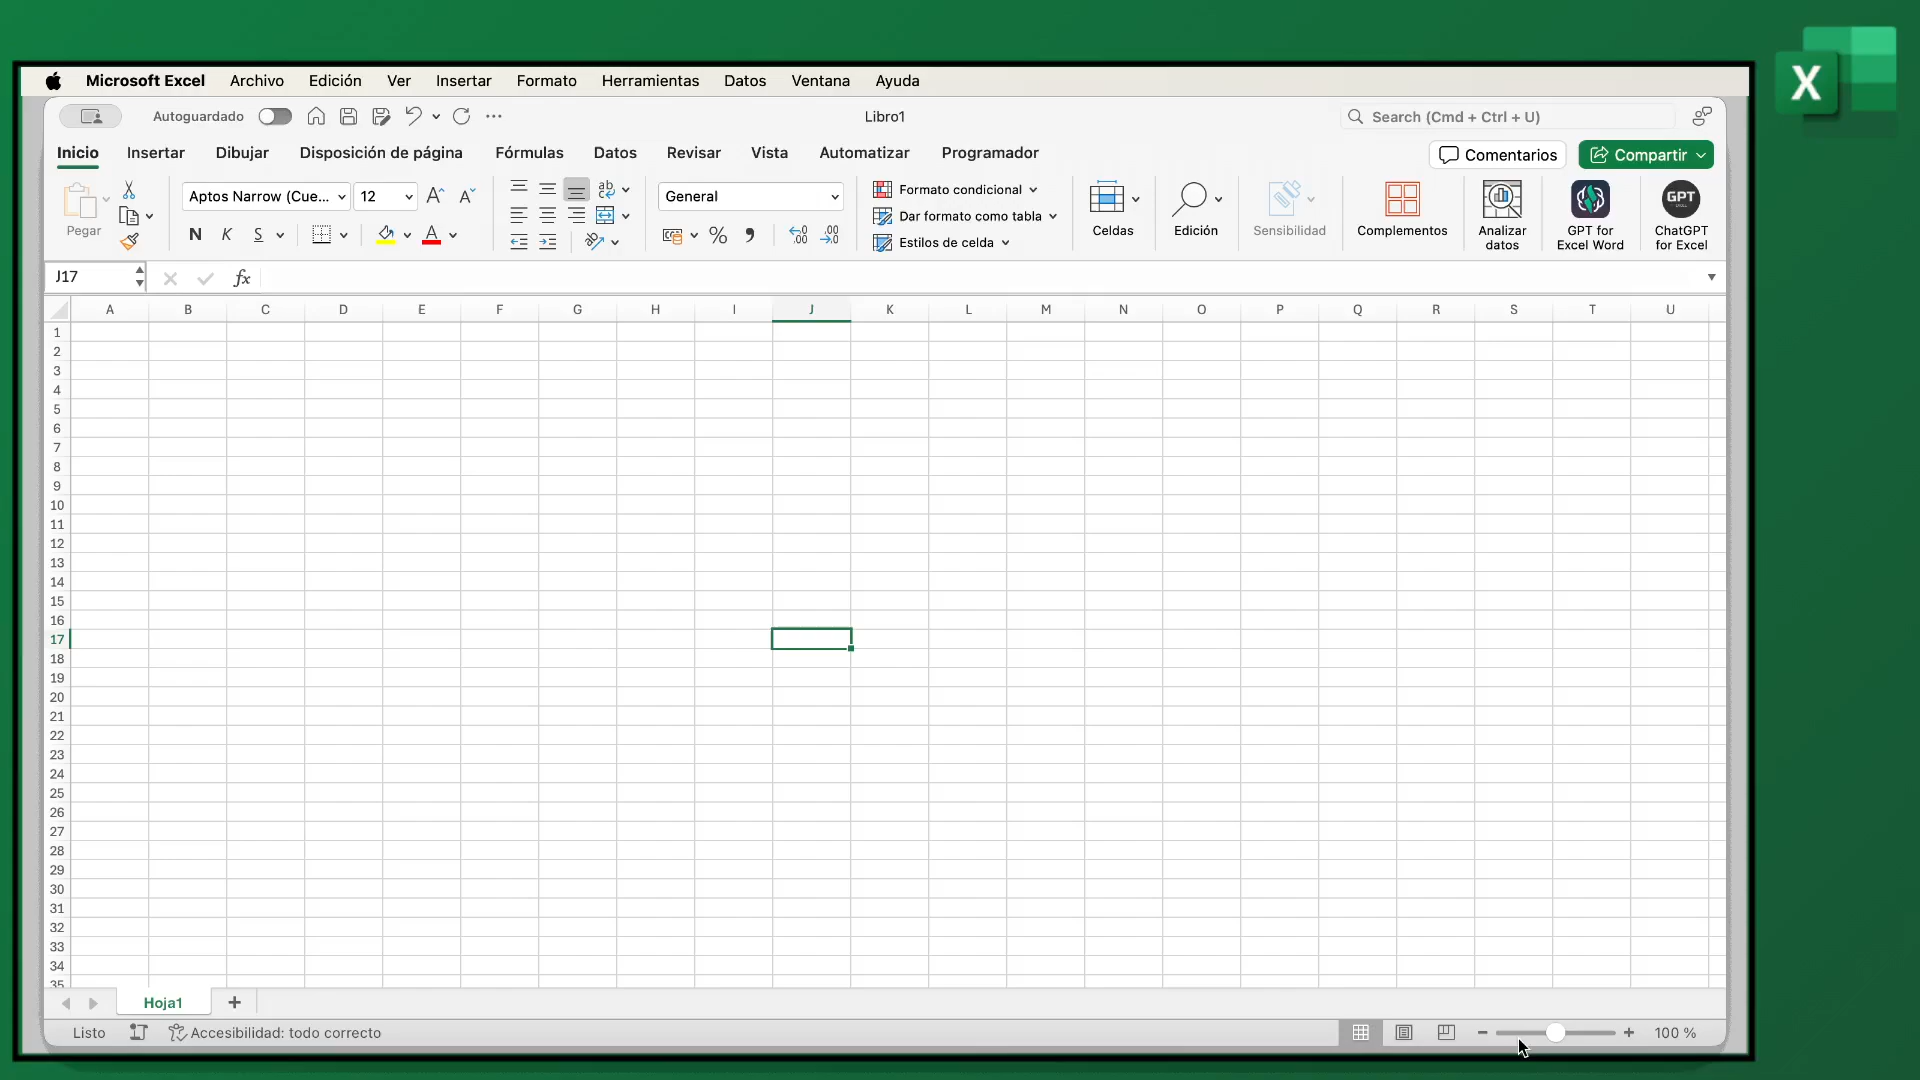 Microsoft Excel Archivo Edición Ver Insertar Formato Herramientas Datos Ventana Ayuda
X
Autoguardado Libro1 Search (Cmd + Ctrl + U)
Inicio Insertar Dibujar Disposición de página Fórmulas Datos Revisar Vista Automatizar Programador Comentarios Compartir
Pegar
Aptos Narrow (Cue... 12 A A ab General
N K S A % 
Formato condicional
Dar formato como tabla
Estilos de celda
Celdas
Edición
Sensibilidad
Complementos
Analizar
datos
GPT for
Excel Word
GPT
ChatGPT
for Excel
J17 fx
A B C D E F G H I J K L M N O P Q R S T U
1
2
3
4
5
6
7
8
9
10
11
12
13
14
15
16
17
18
19
20
21
22
23
24
25
26
27
28
29
30
31
32
33
34
35
Hoja1 +
Listo Accesibilidad: todo correcto − + 100 %